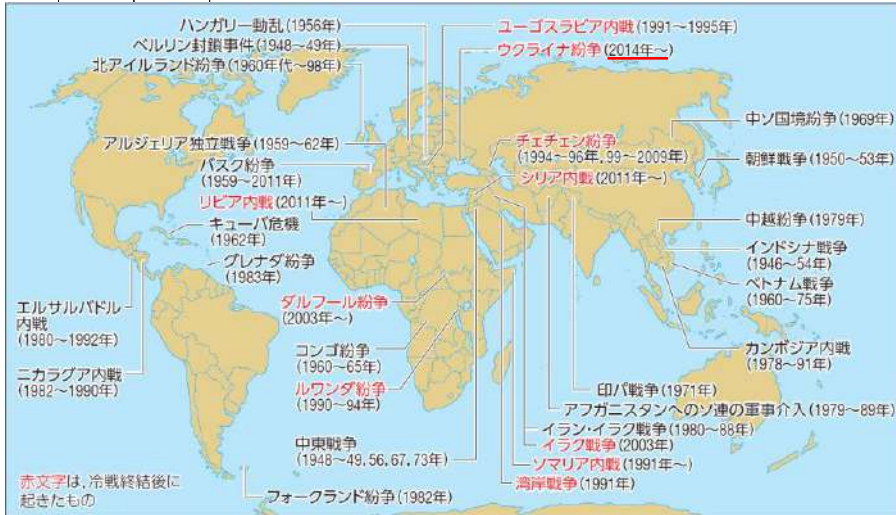 ハンガリー動乱(1956年)
ベルリン封鎖事件(1948〜49年)
北アイルランド紛争(1960年代〜98年)
ユーゴスラビア内戦(1991〜1995年)
ウクライナ紛争(2014年〜)
アルジェリア独立戦争(1959〜62年)
バスク紛争
(1959〜2011年)
リビア内戦(2011年〜)
キューバ危機
(1962年)
グレナダ紛争
(1983年)
チェチェン紛争
(1994〜96年,99〜2009年)
シリア内戦(2011年〜)
中ソ国境紛争(1969年)
朝鮮戦争(1950〜53年)
中越紛争(1979年)
インドシナ戦争
(1946〜54年)
ベトナム戦争
(1960〜75年)
カンボジア内戦
(1978〜91年)
エルサルバドル
内戦
(1980〜1992年)
ニカラグア内戦
(1982〜1990年)
ダルフール紛争
(2003年〜)
コンゴ紛争
(1960〜65年)
ルワンダ紛争
(1990〜94年)
中東戦争
(1948〜49,56,67,73年)
印パ戦争(1971年)
アフガニスタンへのソ連の軍事介入(1979〜89年)
イラン・イラク戦争(1980〜88年)
イラク戦争(2003年)
ソマリア内戦(1991年〜)
湾岸戦争(1991年)
フォークランド紛争(1982年)
赤文字は,冷戦終結後に
起きたもの